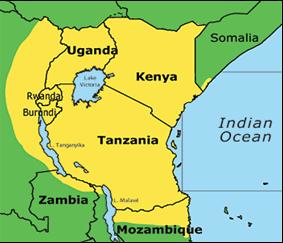 Somalia
Uganda
Kenya
Lake
Victoria
Rwanda
Burundi
Indian
Ocean
Tanzania
L. Tanganyika
Zambia
L. Malawi
Mozambique